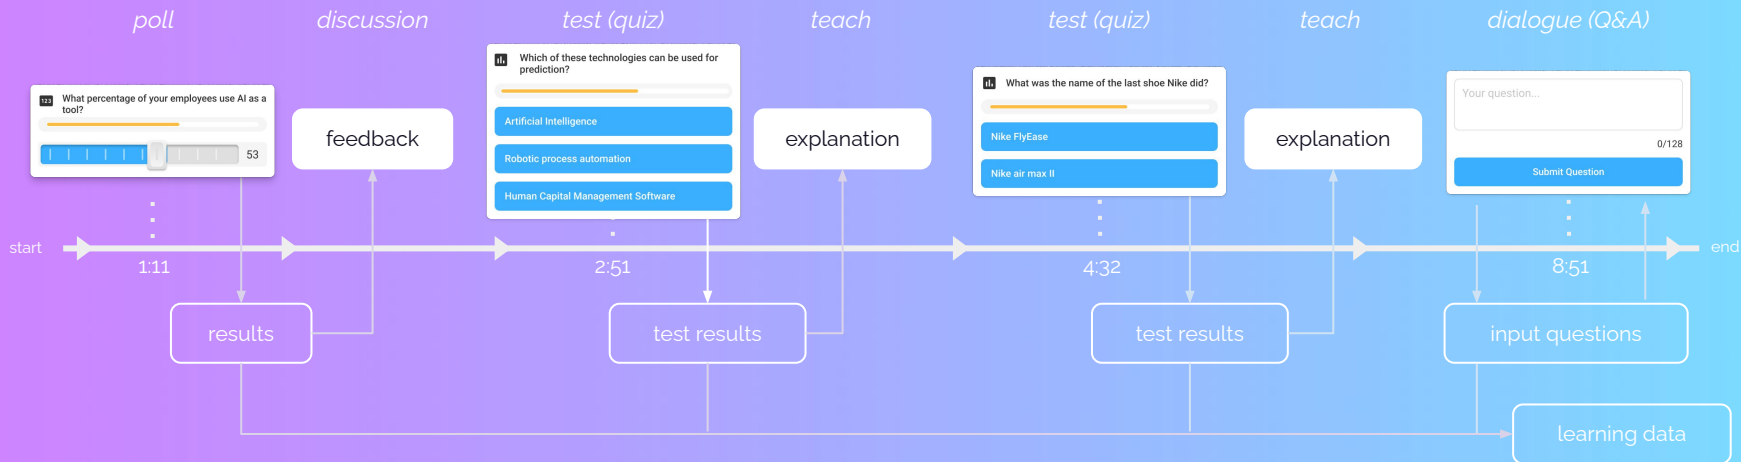 poll
discussion
test (quiz)
teach
test (quiz)
teach
dialogue (Q&A)
123
What percentage of your employees use AI as a
tool?
53
feedback
Which of these technologies can be used for
prediction?
Artificial Intelligence
Robotic process automation
Human Capital Management Software
explanation
What was the name of the last shoe Nike did?
Nike FlyEase
Nike air max II
explanation
Your question...
0/128
Submit Question
start
end
1:11
2:51
4:32
8:51
results
test results
test results
input questions
learning data